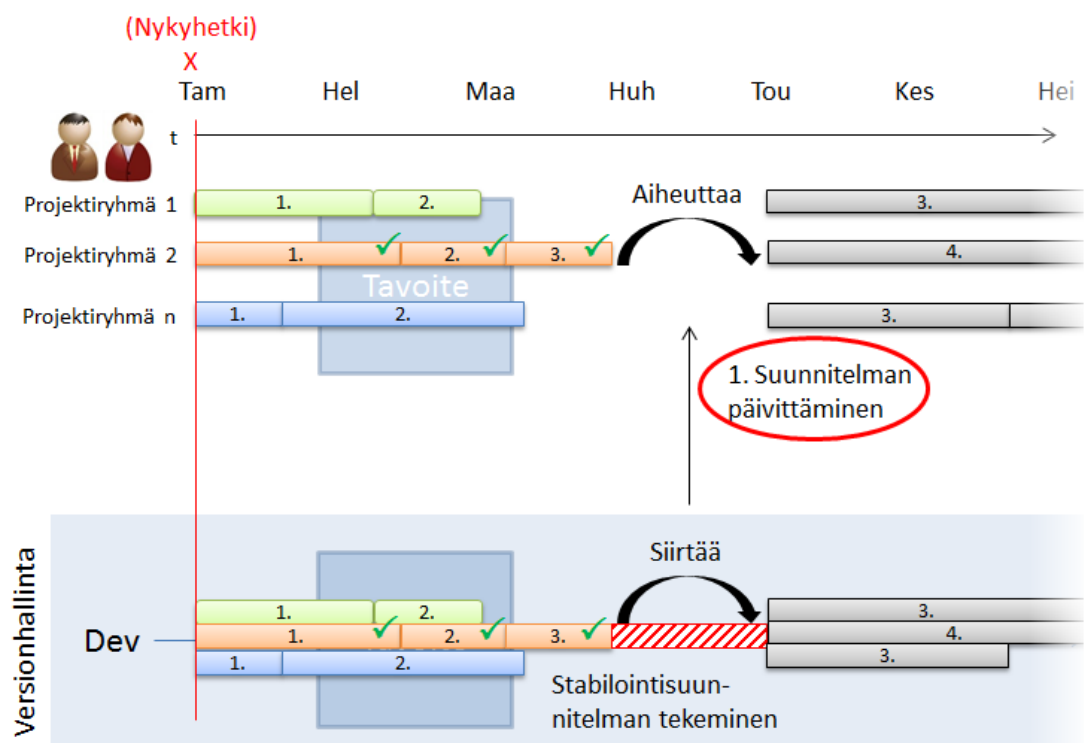 (Nykyhetki)
X
Tam Hel Maa Huh Tou Kes Hei
t
Projektiryhmä 1 1. 2. Aiheuttaa 3.
Projektiryhmä 2 1. 2. 3. 4.
Tavoite
Projektiryhmä n 1. 2. 3.
1. Suunnitelman
päivittäminen
Versionhallinta
Siirtää
1. 2. 3.
Dev 1. 2. 3. 4.
1. 2. 3.
Stabilointisuun-
nitelman tekeminen